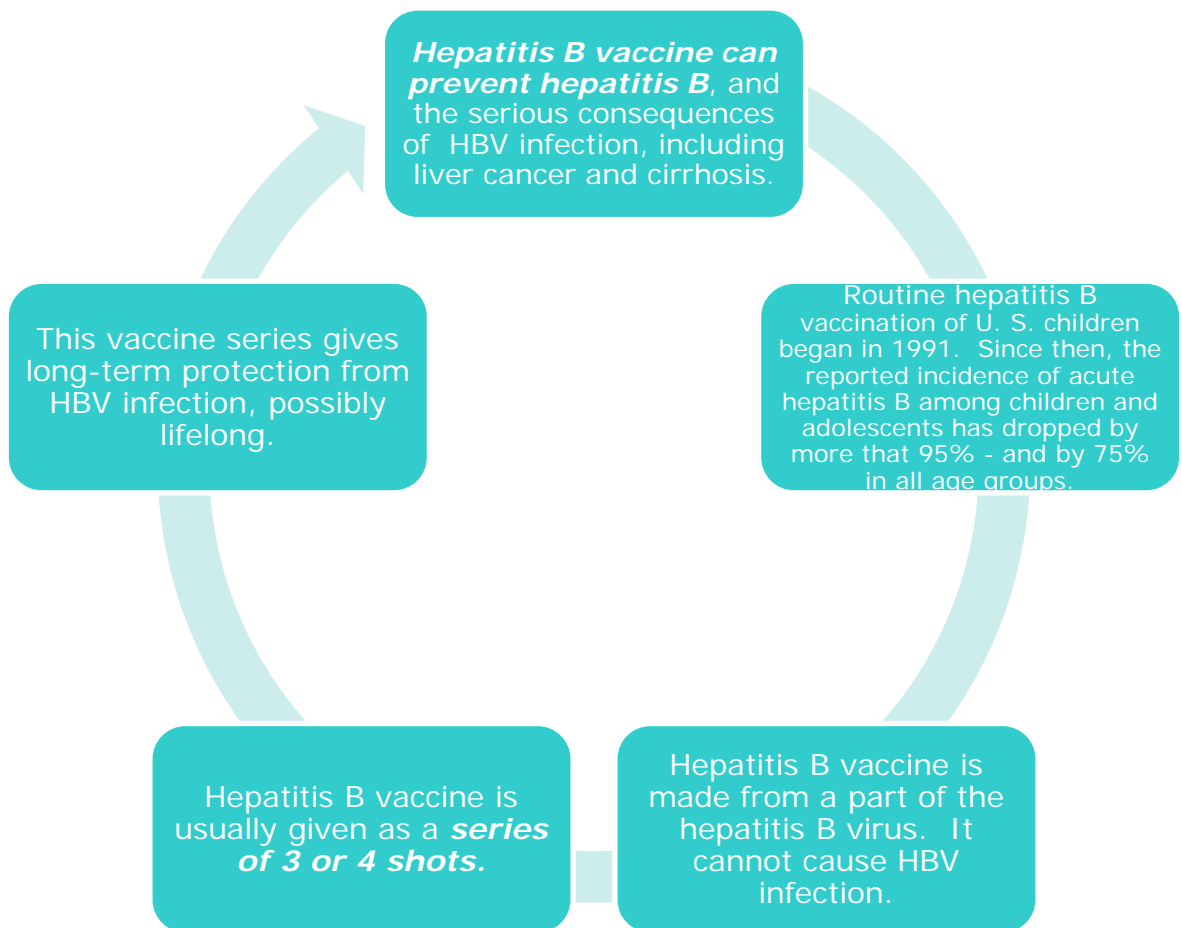 Hepatitis B vaccine can
prevent hepatitis B, and
the serious consequences
of  HBV infection, including
liver cancer and cirrhosis.
Routine hepatitis B
vaccination of U. S. children
began in 1991.  Since then, the
reported incidence of acute
hepatitis B among children and
adolescents has dropped by
more that 95% - and by 75%
in all age groups.
Hepatitis B vaccine is
made from a part of the
hepatitis B virus.  It
cannot cause HBV
infection.
Hepatitis B vaccine is
usually given as a series
of 3 or 4 shots.
This vaccine series gives
long-term protection from
HBV infection, possibly
lifelong.